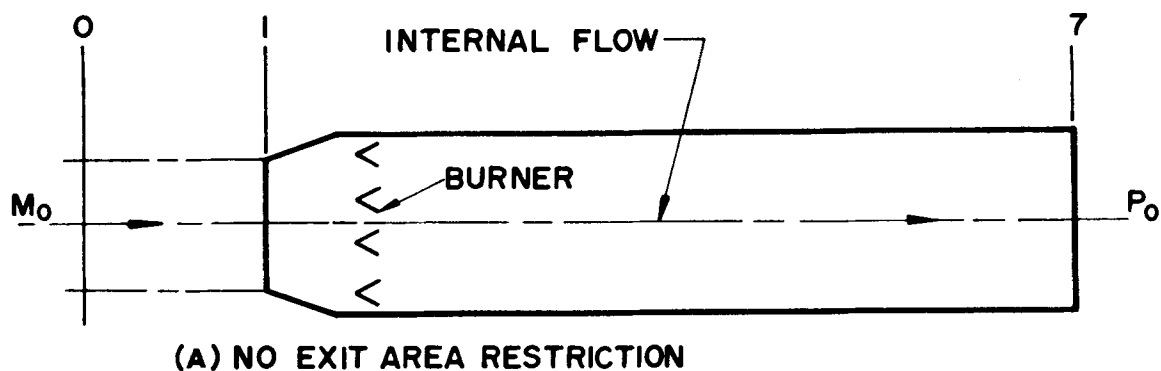 0
1
7
INTERNAL FLOW
BURNER
M0
P0
(A) NO EXIT AREA RESTRICTION